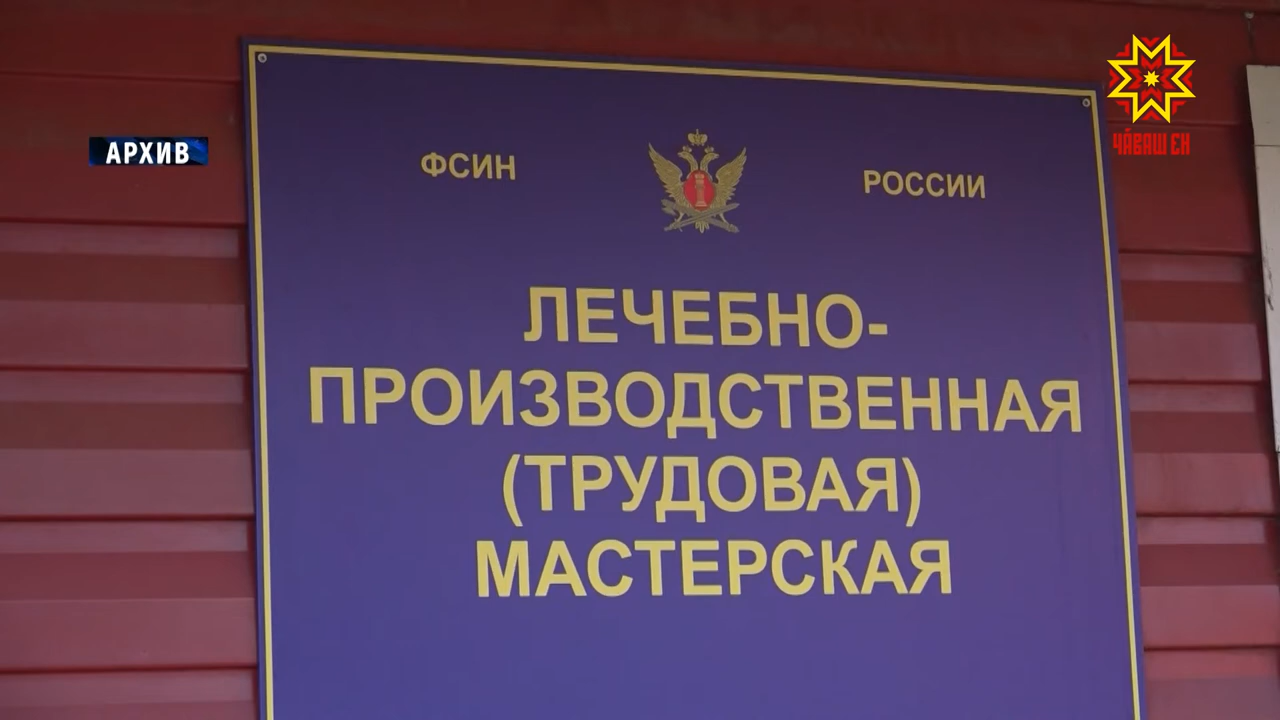 АРХИВ
ЧӐВАШ ЕН
ФСИН
РОССИИ
ЛЕЧЕБНО-
ПРОИЗВОДСТВЕННАЯ
(ТРУДОВАЯ)
МАСТЕРСКАЯ